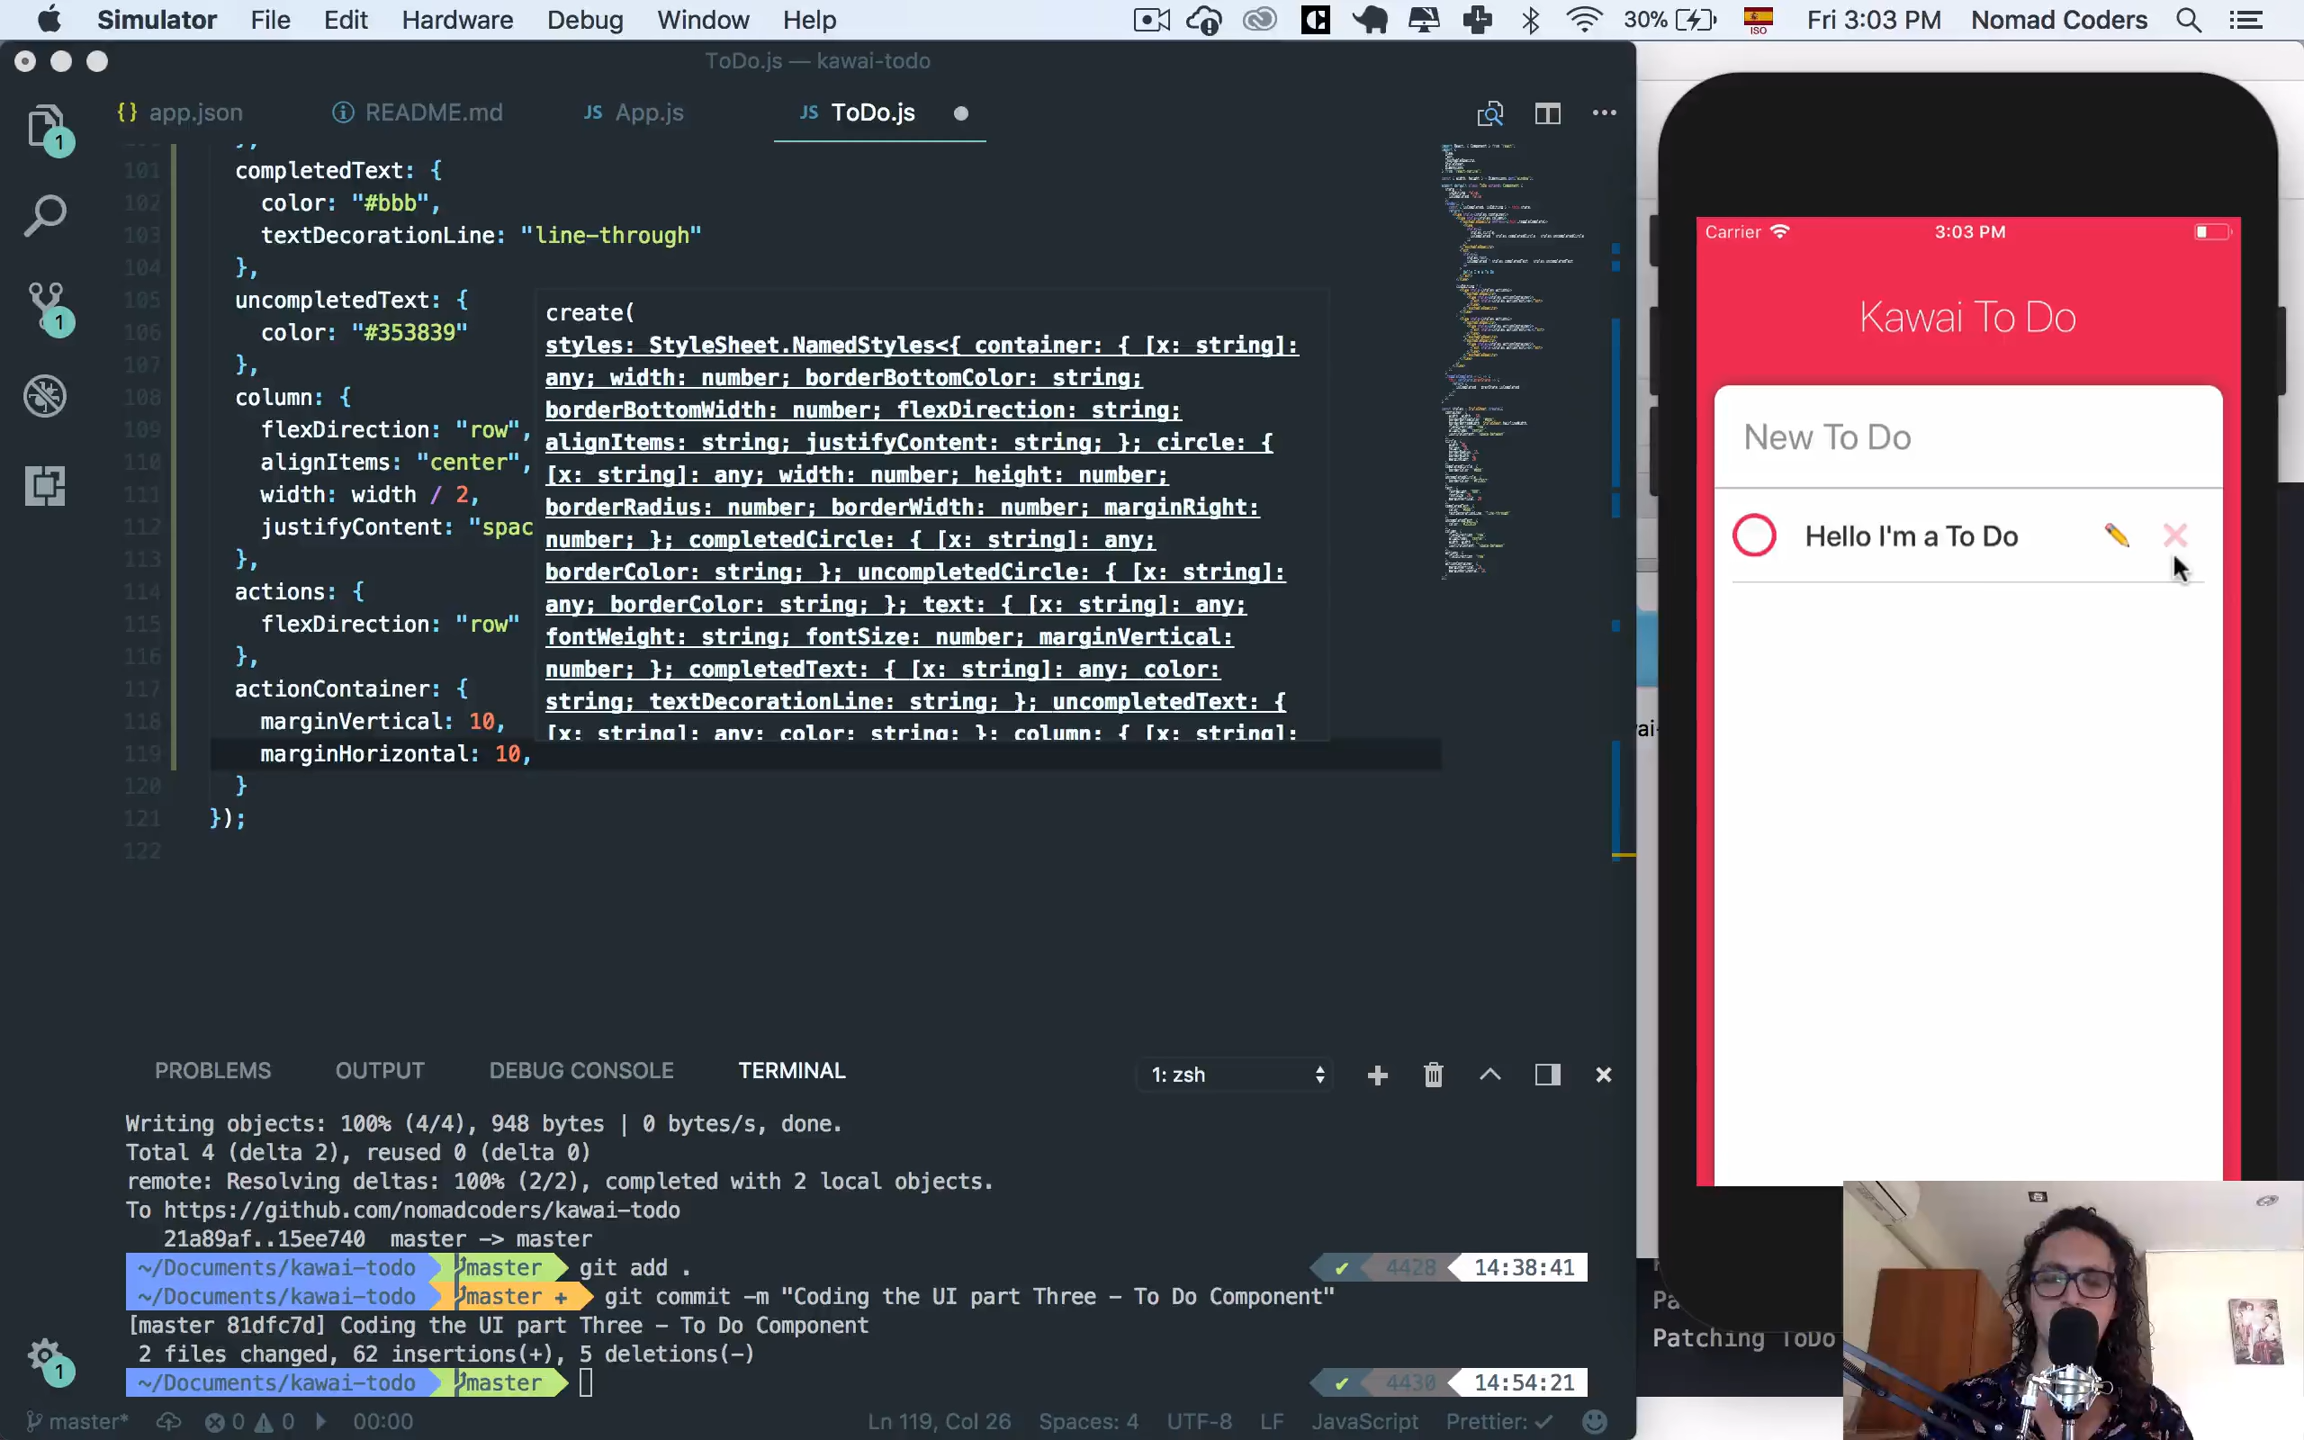 Simulator File Edit Hardware Debug Window Help 30% ISO Fri 3:03 PM Nomad Coders
ToDo.js — kawai-todo
{} app.json README.md JS App.js JS ToDo.js
101 completedText: {
102 color: "#bbb",
103 textDecorationLine: "line-through"
104 },
105 uncompletedText: {
106 color: "#353839"
107 },
108 column: {
109 flexDirection: "row",
110 alignItems: "center",
111 width: width / 2,
112 justifyContent: "spac
113 },
114 actions: {
115 flexDirection: "row"
116 },
117 actionContainer: {
118 marginVertical: 10,
119 marginHorizontal: 10,
120 }
121 });
122
create(
styles: StyleSheet.NamedStyles<{ container: { [x: string]:
any; width: number; borderBottomColor: string;
borderBottomWidth: number; flexDirection: string;
alignItems: string; justifyContent: string; }; circle: {
[x: string]: any; width: number; height: number;
borderRadius: number; borderWidth: number; marginRight:
number; }; completedCircle: { [x: string]: any;
borderColor: string; }; uncompletedCircle: { [x: string]:
any; borderColor: string; }; text: { [x: string]: any;
fontWeight: string; fontSize: number; marginVertical:
number; }; completedText: { [x: string]: any; color:
string; textDecorationLine: string; }; uncompletedText: {
[x: string]: any; color: string; }; column: { [x: string]:
PROBLEMS OUTPUT DEBUG CONSOLE TERMINAL 1: zsh
Writing objects: 100% (4/4), 948 bytes | 0 bytes/s, done.
Total 4 (delta 2), reused 0 (delta 0)
remote: Resolving deltas: 100% (2/2), completed with 2 local objects.
To https://github.com/nomadcoders/kawai-todo
21a89af..15ee740 master -> master
~/Documents/kawai-todo master git add . ✔ 4428 14:38:41
~/Documents/kawai-todo master + git commit -m "Coding the UI part Three - To Do Component"
[master 81dfc7d] Coding the UI part Three - To Do Component
2 files changed, 62 insertions(+), 5 deletions(-)
~/Documents/kawai-todo master ✔ 4430 14:54:21
master* 0 0 00:00 Ln 119, Col 26 Spaces: 4 UTF-8 LF JavaScript Prettier: ✓
1
1
1
Carrier 3:03 PM
Kawai To Do
New To Do
Hello I'm a To Do
Patching ToDo